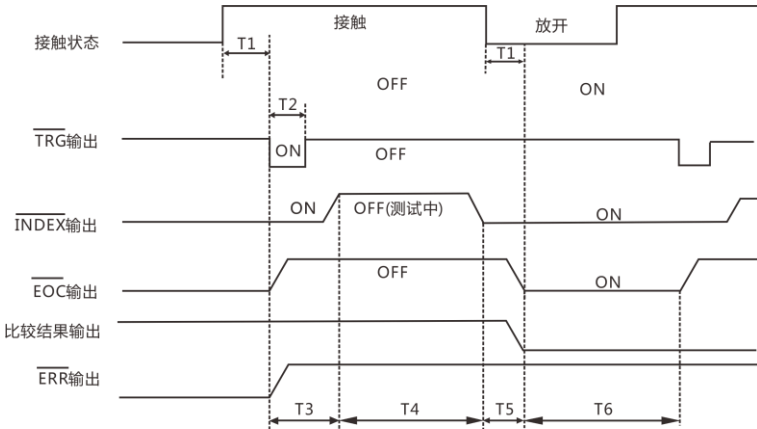 接触状态
接触
放开
T1
T1
OFF
ON
T2
TRG输出
ON
OFF
INDEX输出
ON
OFF(测试中)
ON
EOC输出
OFF
ON
比较结果输出
ERR输出
T3
T4
T5
T6